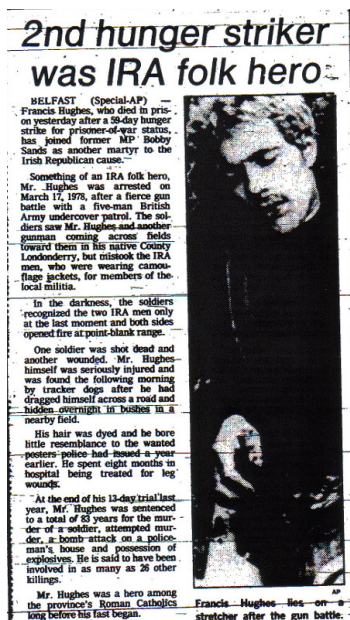 2nd hunger striker
was IRA folk hero
BELFAST (Special-AP) —
Francis Hughes, who died in pris-
on yesterday after a 59-day hunger
strike for prisoner-of-war status,
has joined former MP Bobby
Sands as another martyr to the
Irish Republican cause.
Something of an IRA folk hero,
Mr. Hughes was arrested on
March 17, 1978, after a fierce gun
battle with a five-man British
Army undercover patrol. The sol-
diers saw Mr. Hughes and another
gunman coming across fields
toward them in his native County
Londonderry, but mistook the IRA
men, who were wearing camou-
flage jackets, for members of the
local militia.
In the darkness, the soldiers
recognized the two IRA men only
at the last moment and both sides
opened fire at point-blank range.
One soldier was shot dead and
another wounded. Mr. Hughes
himself was seriously injured and
was found the following morning
by tracker dogs after he had
dragged himself across a road and
hidden overnight in bushes in a
nearby field.
His hair was dyed and he bore
little resemblance to the wanted
posters police had issued a year
earlier. He spent eight months in
hospital being treated for leg
wounds.
At the end of his 13-day trial last
year, Mr. Hughes was sentenced
to a total of 83 years for the mur-
der of a soldier, attempted mur-
der, a bomb attack on a police-
man's house and possession of
explosives. He is said to have been
involved in as many as 26 other
killings.
Mr. Hughes was a hero among
the province's Roman Catholics
long before his fast began.
AP
Francis Hughes lies on a
stretcher after the gun battle.